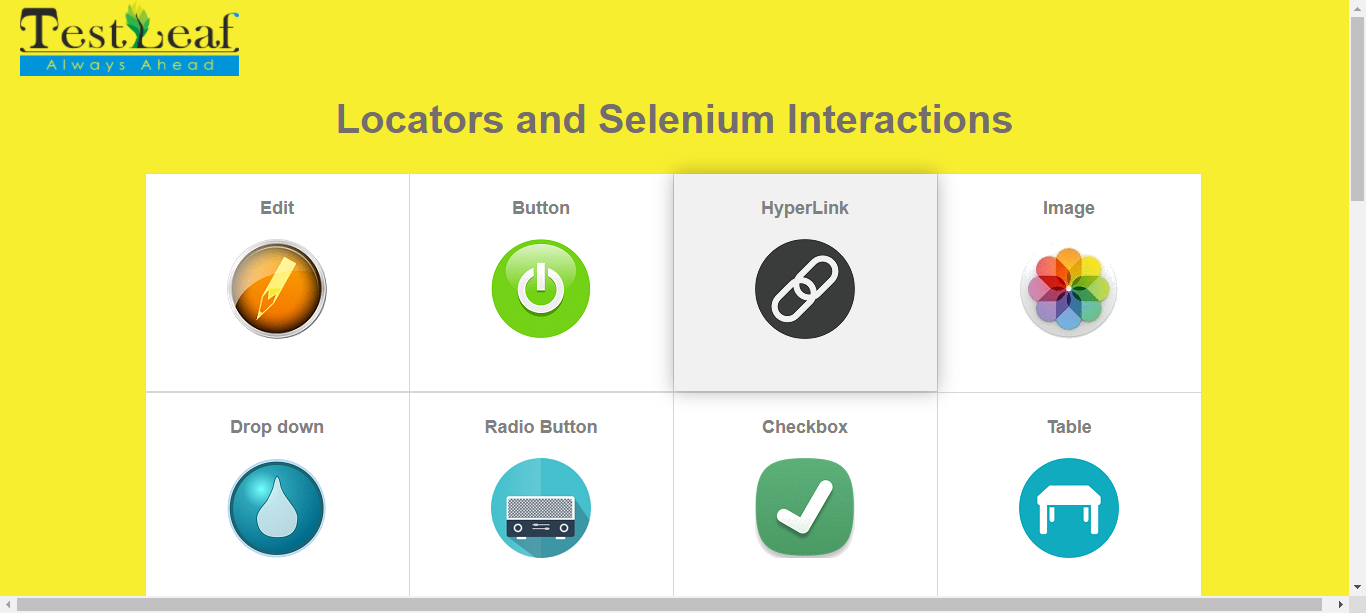 TestLeaf
Always Ahead
Locators and Selenium Interactions
Edit
Button
HyperLink
Image
Drop down
Radio Button
Checkbox
Table